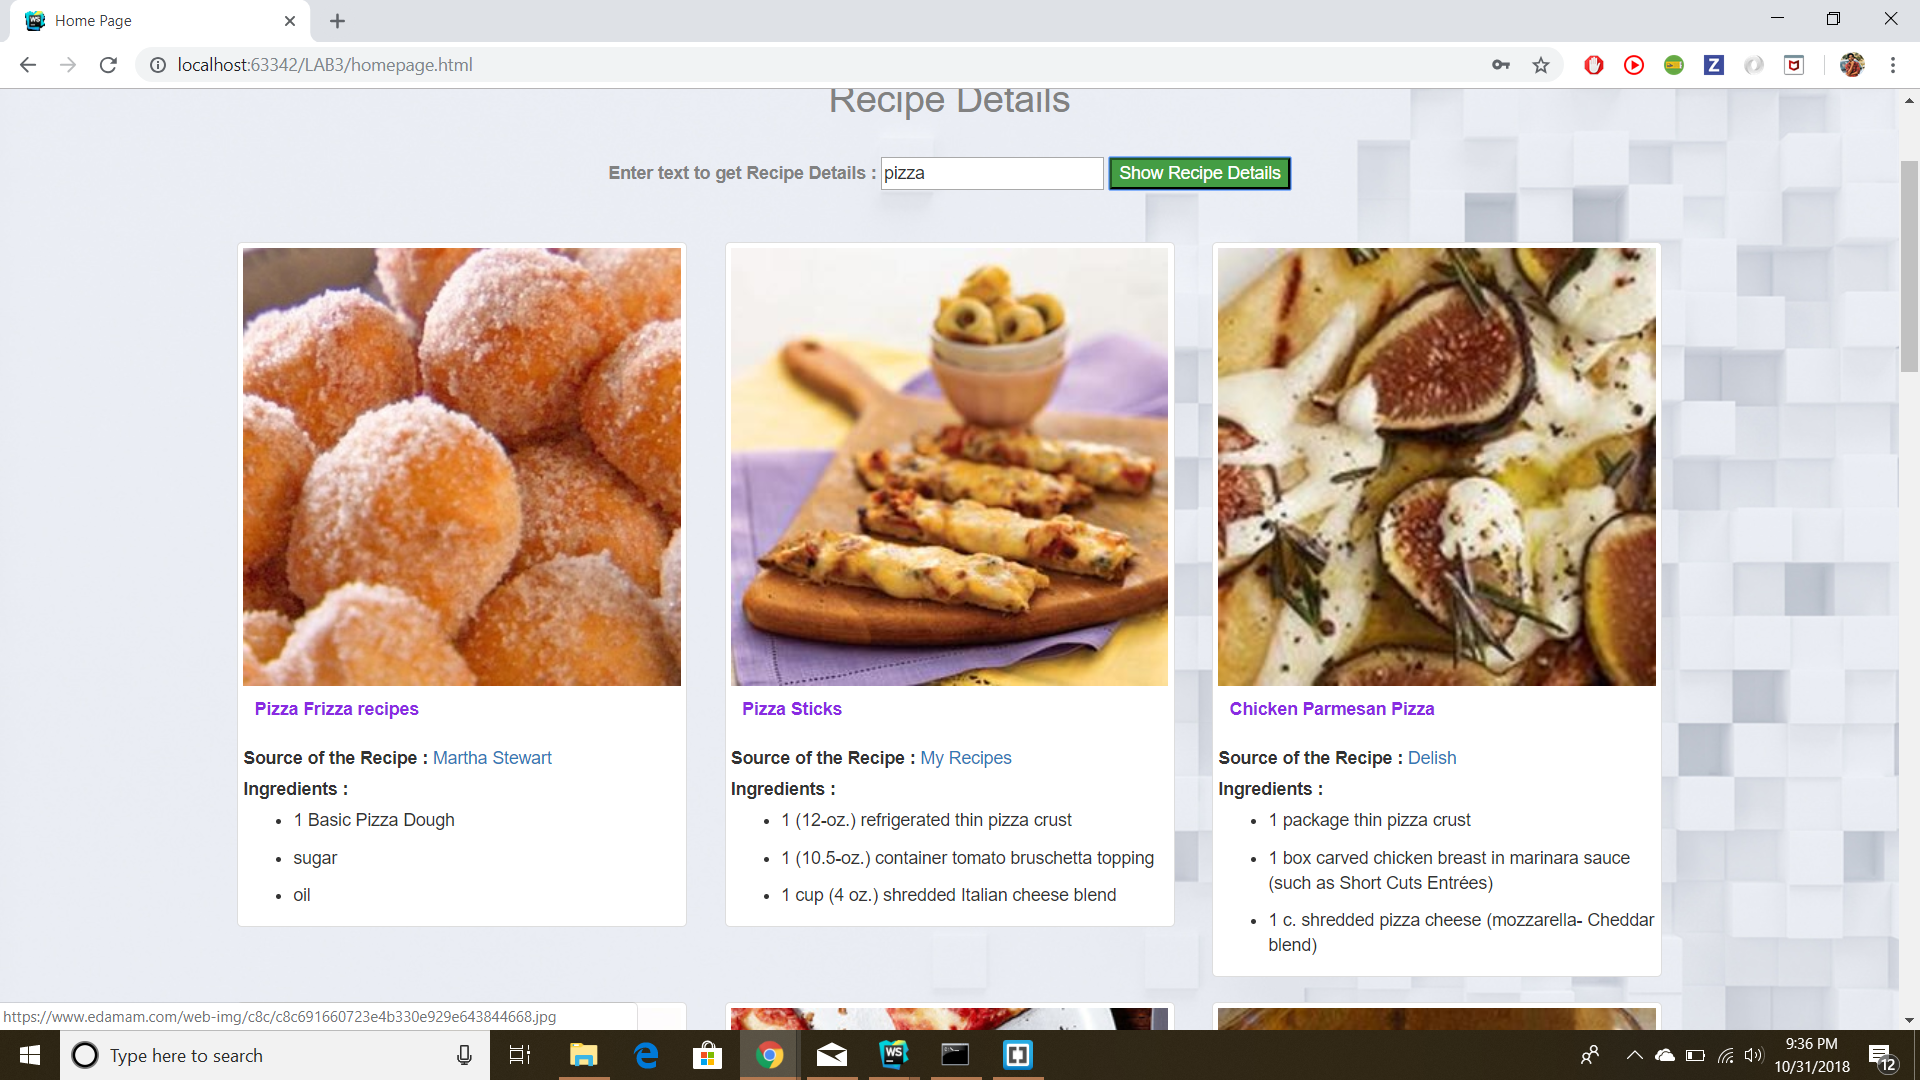 Home Page
localhost:63342/LAB3/homepage.html
Recipe Details
Enter text to get Recipe Details : pizza Show Recipe Details
Pizza Frizza recipes
Source of the Recipe : Martha Stewart
Ingredients :
1 Basic Pizza Dough
sugar
oil
Pizza Sticks
Source of the Recipe : My Recipes
Ingredients :
1 (12-oz.) refrigerated thin pizza crust
1 (10.5-oz.) container tomato bruschetta topping
1 cup (4 oz.) shredded Italian cheese blend
Chicken Parmesan Pizza
Source of the Recipe : Delish
Ingredients :
1 package thin pizza crust
1 box carved chicken breast in marinara sauce
(such as Short Cuts Entrées)
1 c. shredded pizza cheese (mozzarella- Cheddar
blend)
https://www.edamam.com/web-img/c8c/c8c691660723e4b330e929e643844668.jpg
Type here to search
WS
9:36 PM
10/31/2018
12